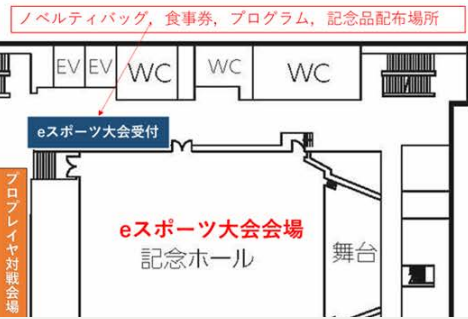 ノベルティバッグ，食事券，プログラム，記念品配布場所
EV
EV
WC
WC
WC
eスポーツ大会受付
プロプレイヤ対戦会場
eスポーツ大会会場
記念ホール
舞台